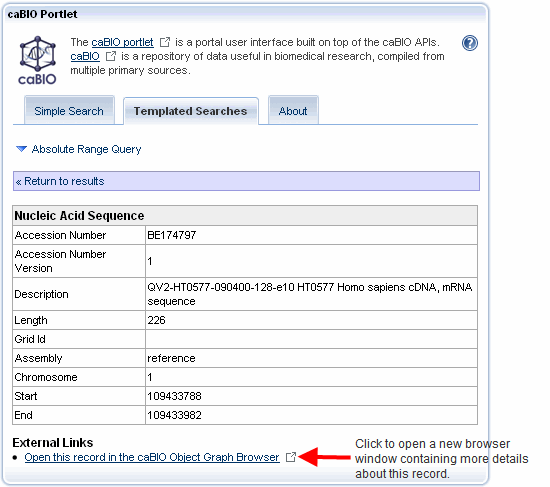 caBIO Portlet
caBIO
The caBIO portlet is a portal user interface built on top of the caBIO APIs.
caBIO is a repository of data useful in biomedical research, compiled from
multiple primary sources.
?
Simple Search
Templated Searches
About
Absolute Range Query
« Return to results
Nucleic Acid Sequence
Accession Number BE174797
Accession Number
Version 1
Description QV2-HT0577-090400-128-e10 HT0577 Homo sapiens cDNA, mRNA
sequence
Length 226
Grid Id
Assembly reference
Chromosome 1
Start 109433788
End 109433982
External Links
• Open this record in the caBIO Object Graph Browser
Click to open a new browser
window containing more details
about this record.